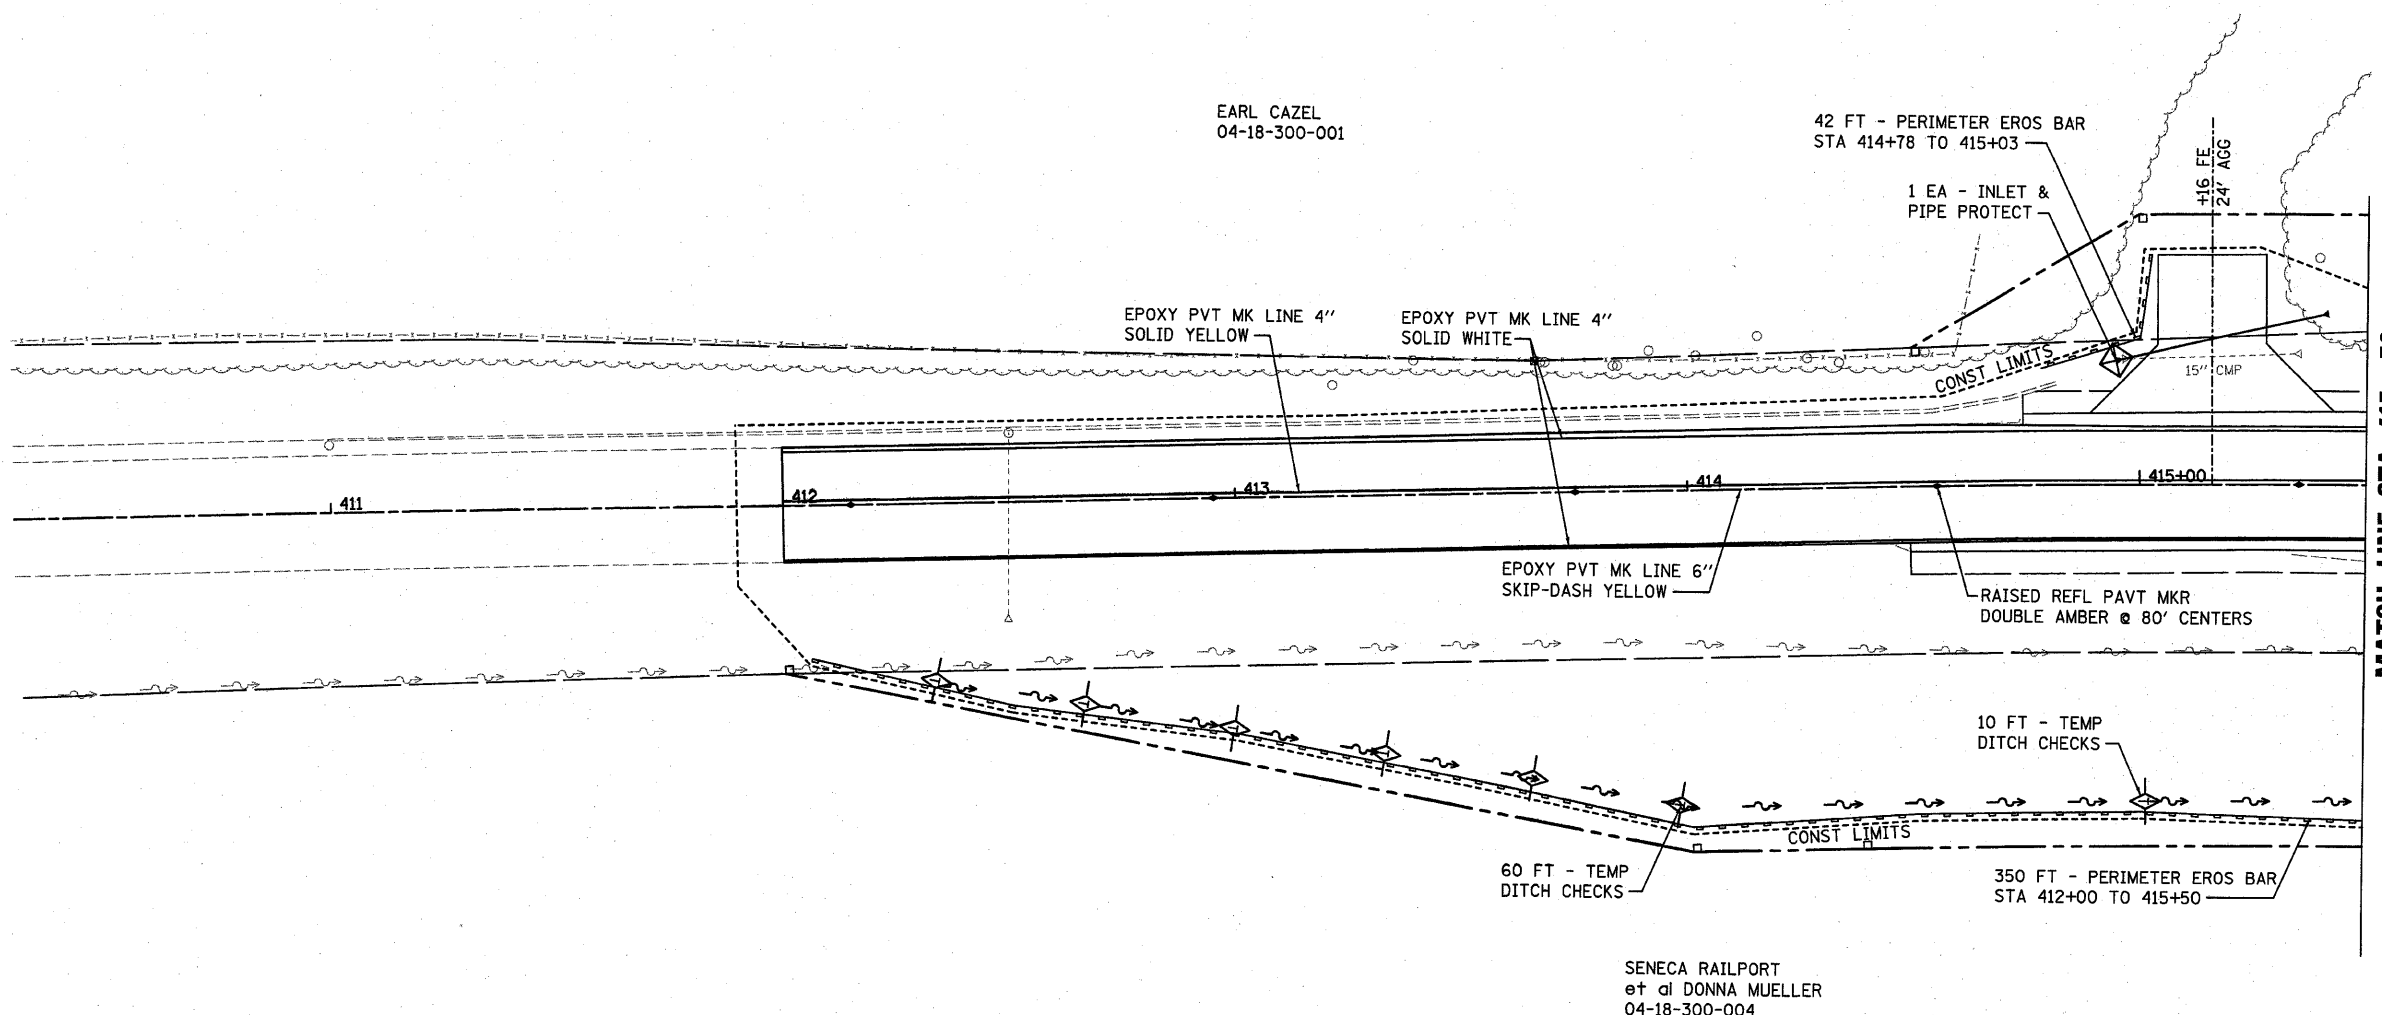 EARL CAZEL
04-18-300-001
42 FT - PERIMETER EROS BAR
STA 414+78 TO 415+03
1 EA - INLET &
PIPE PROTECT
+16 FE
24' AGG
EPOXY PVT MK LINE 4"
SOLID YELLOW
EPOXY PVT MK LINE 4"
SOLID WHITE
CONST LIMITS
15" CMP
411
412
413
414
415+00
EPOXY PVT MK LINE 6"
SKIP-DASH YELLOW
RAISED REFL PAVT MKR
DOUBLE AMBER @ 80' CENTERS
10 FT - TEMP
DITCH CHECKS
CONST LIMITS
60 FT - TEMP
DITCH CHECKS
350 FT - PERIMETER EROS BAR
STA 412+00 TO 415+50
SENECA RAILPORT
et al DONNA MUELLER
04-18-300-004